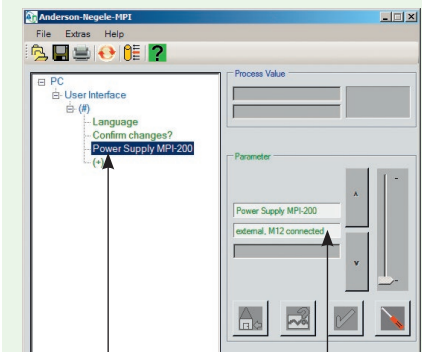 Anderson-Negele-MPI
File Extras Help
?
PC
User Interface
(#)
Language
Confirm changes?
Power Supply MPI-200
(+)
Process Value
Parameter
Power Supply MPI-200
external, M12 connected